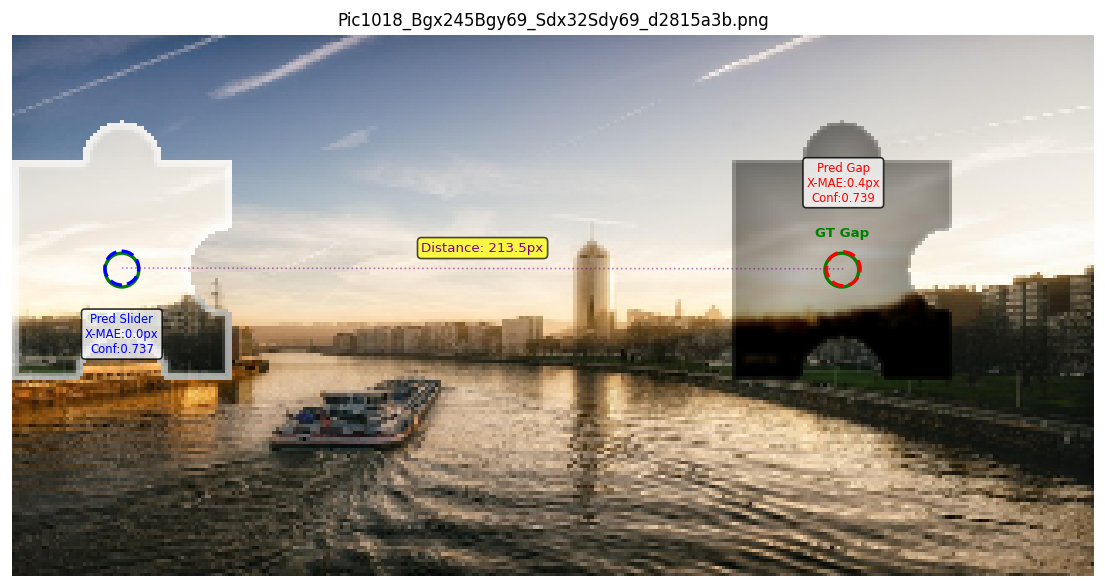 Pic1018_Bgx245Bgy69_Sdx32Sdy69_d2815a3b.png
Pred Gap
X-MAE:0.4px
Conf:0.739
GT Gap
Distance: 213.5px
Pred Slider
X-MAE:0.0px
Conf:0.737